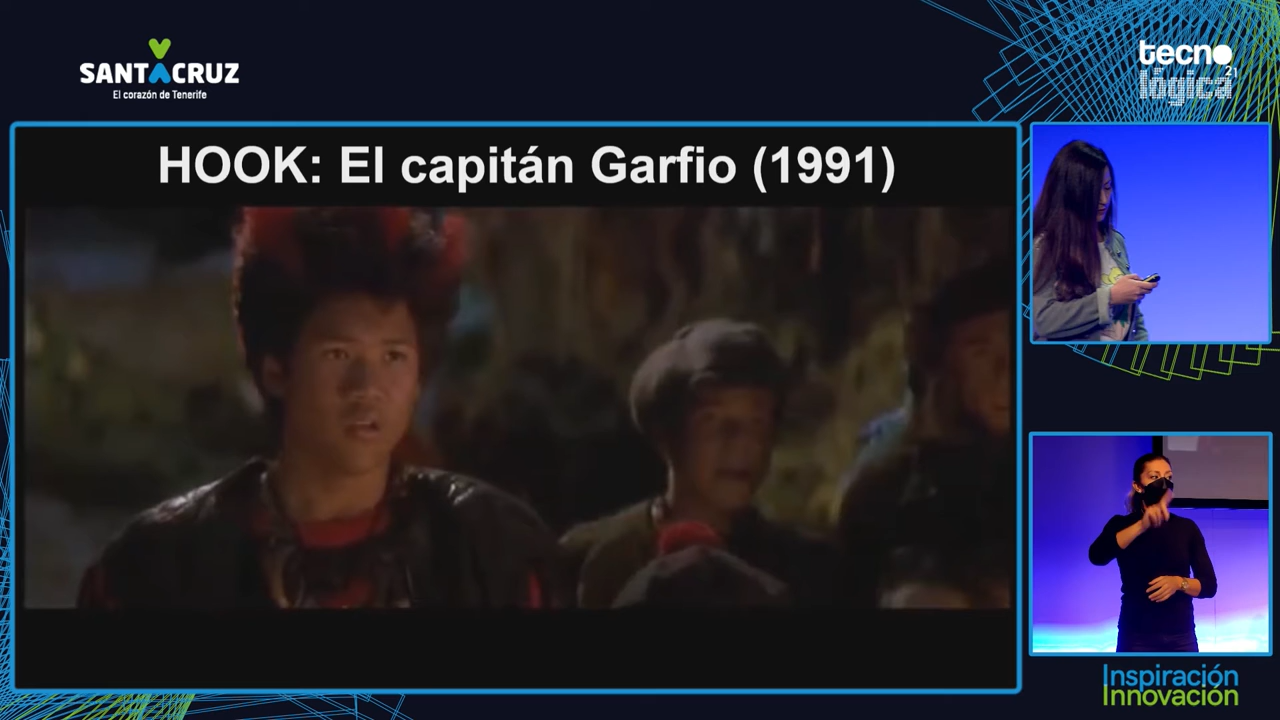 SANTACRUZ
El corazón de Tenerife
tecno
lógica
21
HOOK: El capitán Garfio (1991)
Inspiración
Innovación